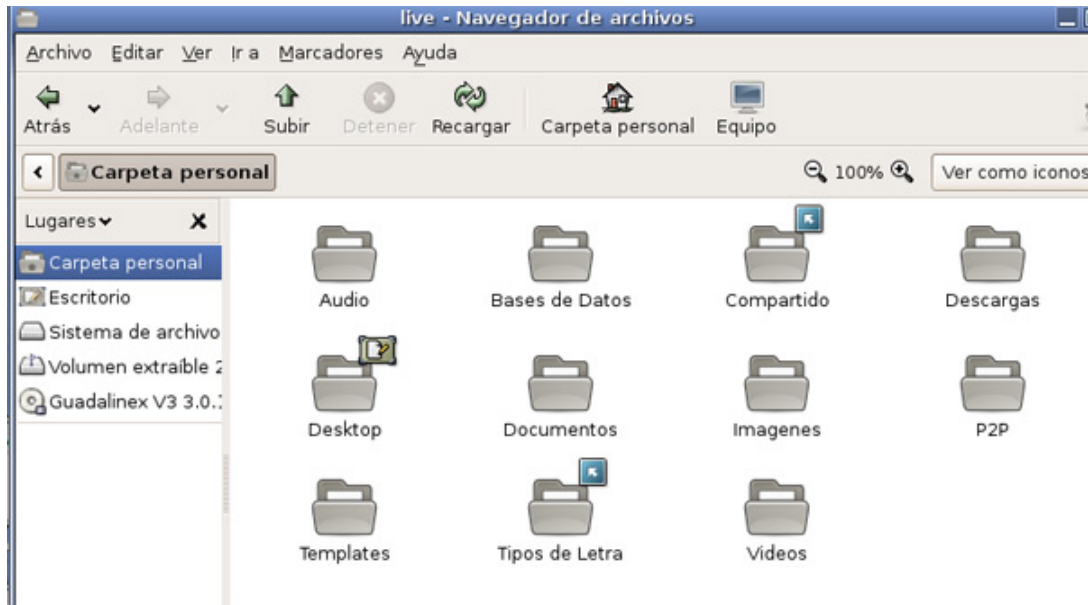 live - Navegador de archivos
Archivo Editar Ver Ir a Marcadores Ayuda
Atrás Adelante Subir Detener Recargar Carpeta personal Equipo
Carpeta personal 100% Ver como iconos
Lugares
Carpeta personal
Escritorio
Sistema de archivo
Volumen extraíble 2
Guadalinex V3 3.0.
Audio Bases de Datos Compartido Descargas
Desktop Documentos Imagenes P2P
Templates Tipos de Letra Videos